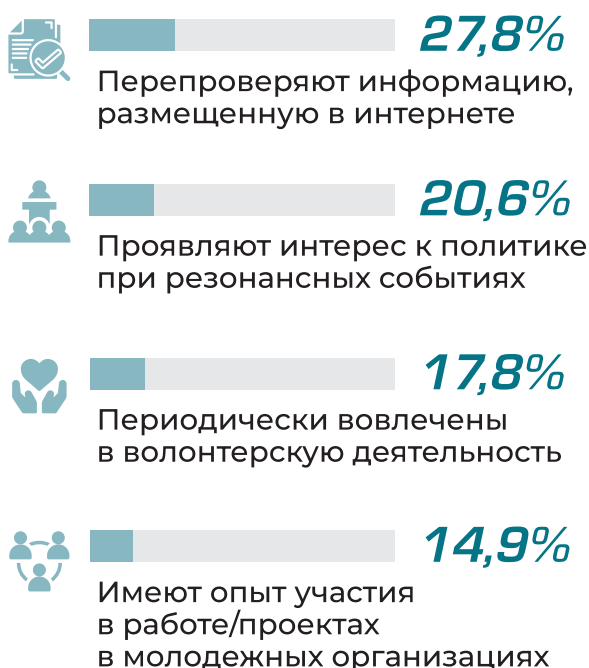 27,8%
Перепроверяют информацию,
размещенную в интернете
20,6%
Проявляют интерес к политике
при резонансных событиях
17,8%
Периодически вовлечены
в волонтерскую деятельность
14,9%
Имеют опыт участия
в работе/проектах
в молодежных организациях